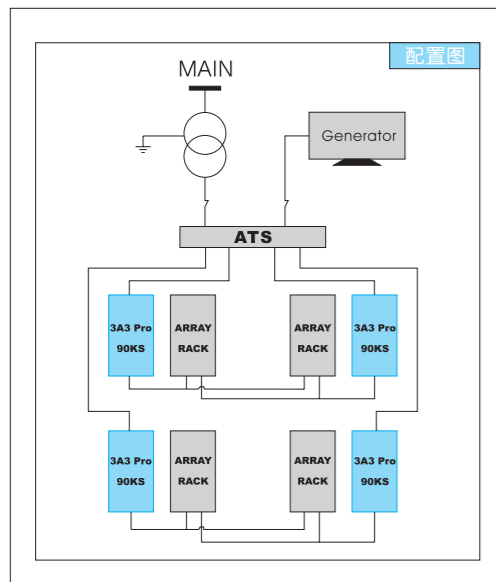 配置图
MAIN
Generator
ATS
3A3 Pro
90KS
ARRAY
RACK
ARRAY
RACK
3A3 Pro
90KS
3A3 Pro
90KS
ARRAY
RACK
ARRAY
RACK
3A3 Pro
90KS